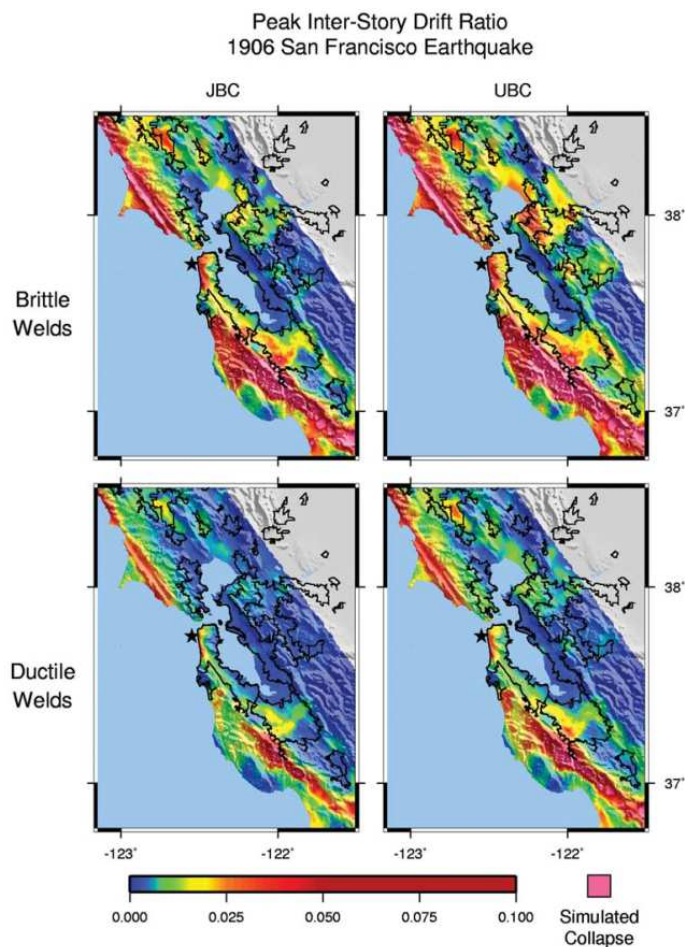 Peak Inter-Story Drift Ratio
1906 San Francisco Earthquake
JBC
UBC
38°
Brittle
Welds
37°
38°
Ductile
Welds
37°
-123°
-122°
-123°
-122°
0.000
0.025
0.050
0.075
0.100
Simulated
Collapse